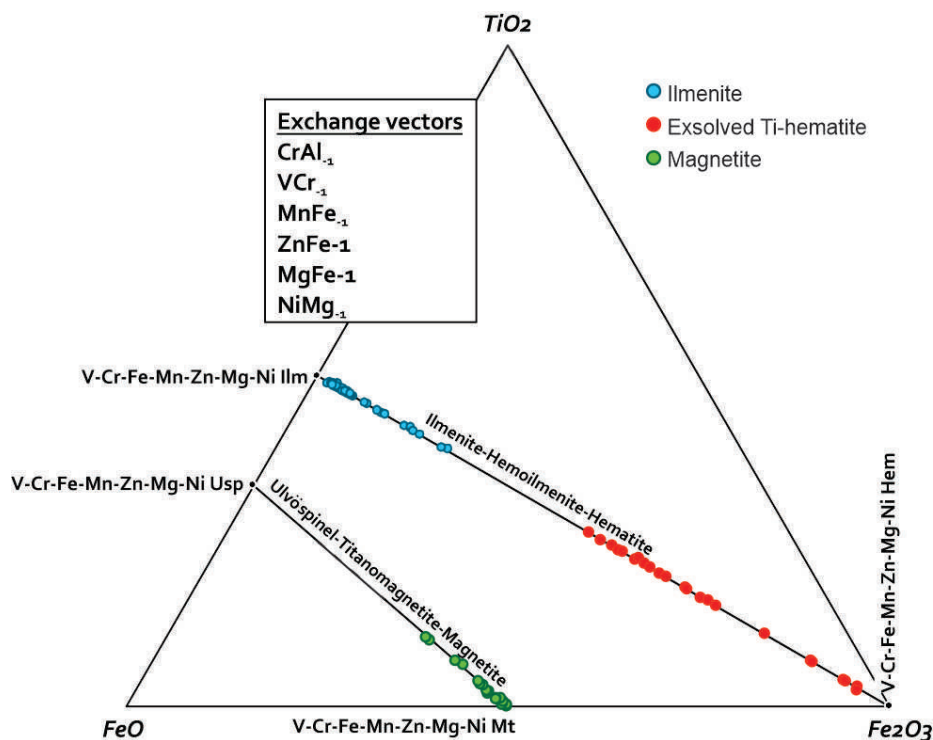 TiO2
Ilmenite
Exsolved Ti-hematite
Magnetite
Exchange vectors
CrAl-1
VCr-1
MnFe-1
ZnFe-1
MgFe-1
NiMg-1
V-Cr-Fe-Mn-Zn-Mg-Ni Ilm
Ilmenite-Hemoilmenite-Hematite
V-Cr-Fe-Mn-Zn-Mg-Ni Usp
Ulvöspinel-Titanomagnetite-Magnetite
V-Cr-Fe-Mn-Zn-Mg-Ni Hem
FeO
V-Cr-Fe-Mn-Zn-Mg-Ni Mt
Fe2O3